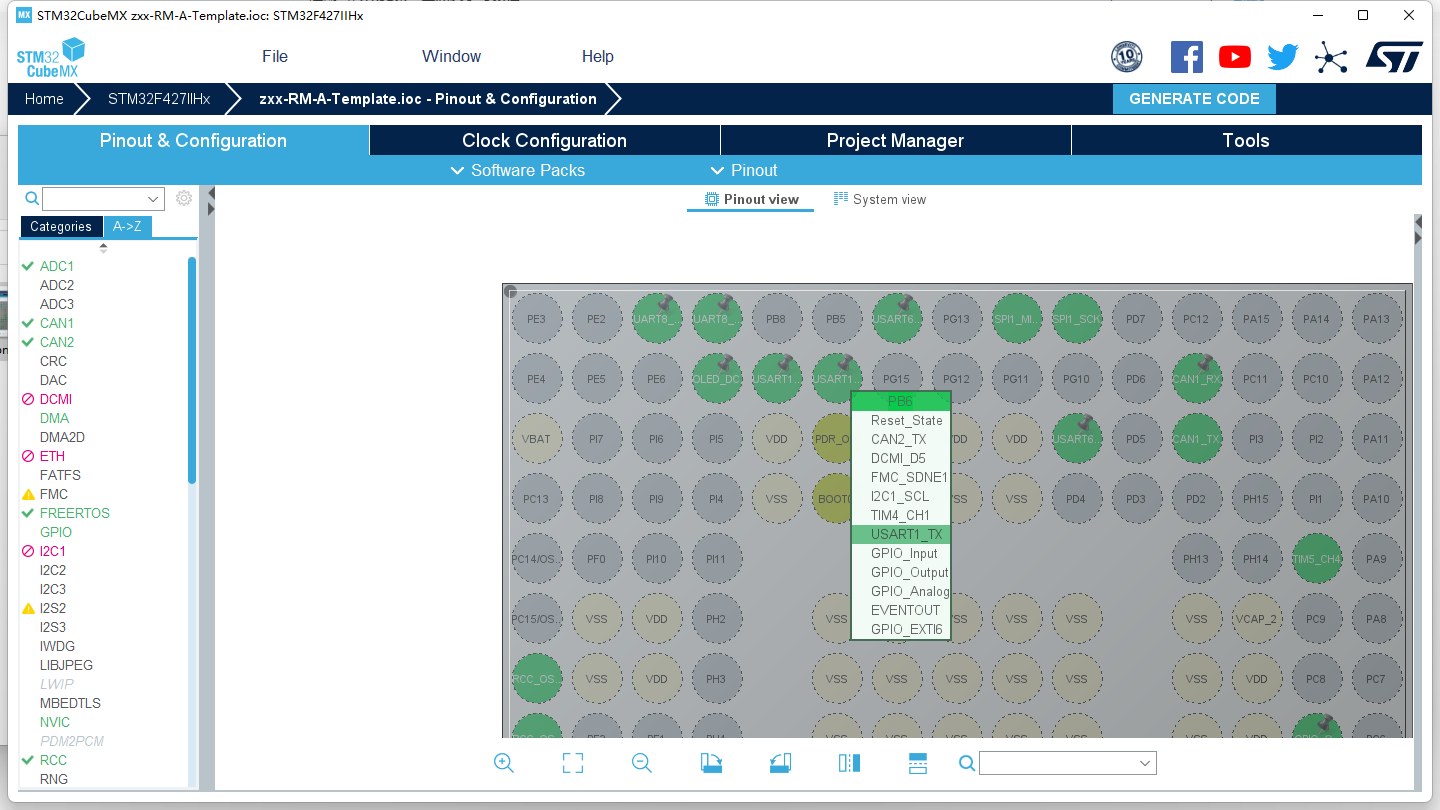 MX STM32CubeMX zxx-RM-A-Template.ioc: STM32F427IIHx
STM32
CubeMX
File Window Help
10
Home STM32F427IIHx zxx-RM-A-Template.ioc - Pinout & Configuration GENERATE CODE
Pinout & Configuration Clock Configuration Project Manager Tools
Software Packs Pinout
Pinout view System view
Categories A->Z
ADC1
ADC2
ADC3
CAN1
CAN2
CRC
DAC
DCMI
DMA
DMA2D
ETH
FATFS
FMC
FREERTOS
GPIO
I2C1
I2C2
I2C3
I2S2
I2S3
IWDG
LIBJPEG
LWIP
MBEDTLS
NVIC
PDM2PCM
RCC
RNG
PE3 PE2 UART8_.. UART8_.. PB8 PB5 USART6.. PG13 SPI1_MI.. SPI1_SCK PD7 PC12 PA15 PA14 PA13
PE4 PE5 PE6 OLED_DC USART1.. USART1.. PG15 PG12 PG11 PG10 PD6 CAN1_RX PC11 PC10 PA12
VBAT PI7 PI6 PI5 VDD PDR_O VDD VDD USART6.. PD5 CAN1_TX PI3 PI2 PA11
PC13 PI8 PI9 PI4 VSS BOOT0 VSS VSS PD4 PD3 PD2 PH15 PI1 PA10
PC14/OS.. PF0 PI10 PI11 PH13 PH14 TIM5_CH4 PA9
PC15/OS.. VSS VDD PH2 VSS VSS VSS VSS VSS VSS VCAP_2 PC9 PA8
RCC_OS.. VSS VDD PH3 VSS VSS VSS VSS VSS VSS VDD PC8 PC7
PB6
Reset_State
CAN2_TX
DCMI_D5
FMC_SDNE1
I2C1_SCL
TIM4_CH1
USART1_TX
GPIO_Input
GPIO_Output
GPIO_Analog
EVENTOUT
GPIO_EXTI6